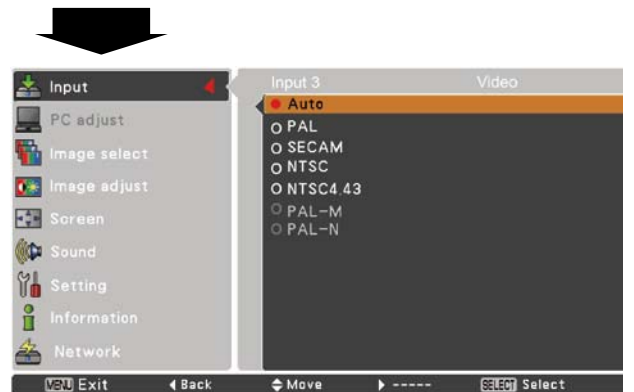 Input
PC adjust
Image select
Image adjust
Screen
Sound
Setting
Information
Network
Input 3 Video
Auto
PAL
SECAM
NTSC
NTSC4.43
PAL-M
PAL-N
MENU Exit Back Move ----- SELECT Select